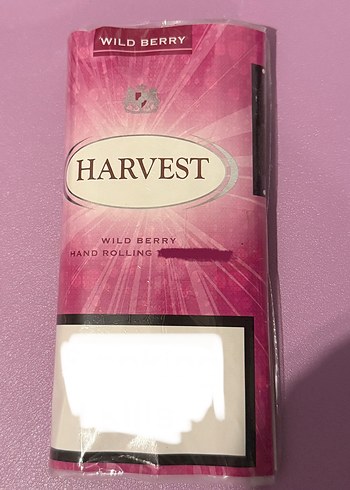 WILD BERRY
HARVEST
WILD BERRY
HAND ROLLING